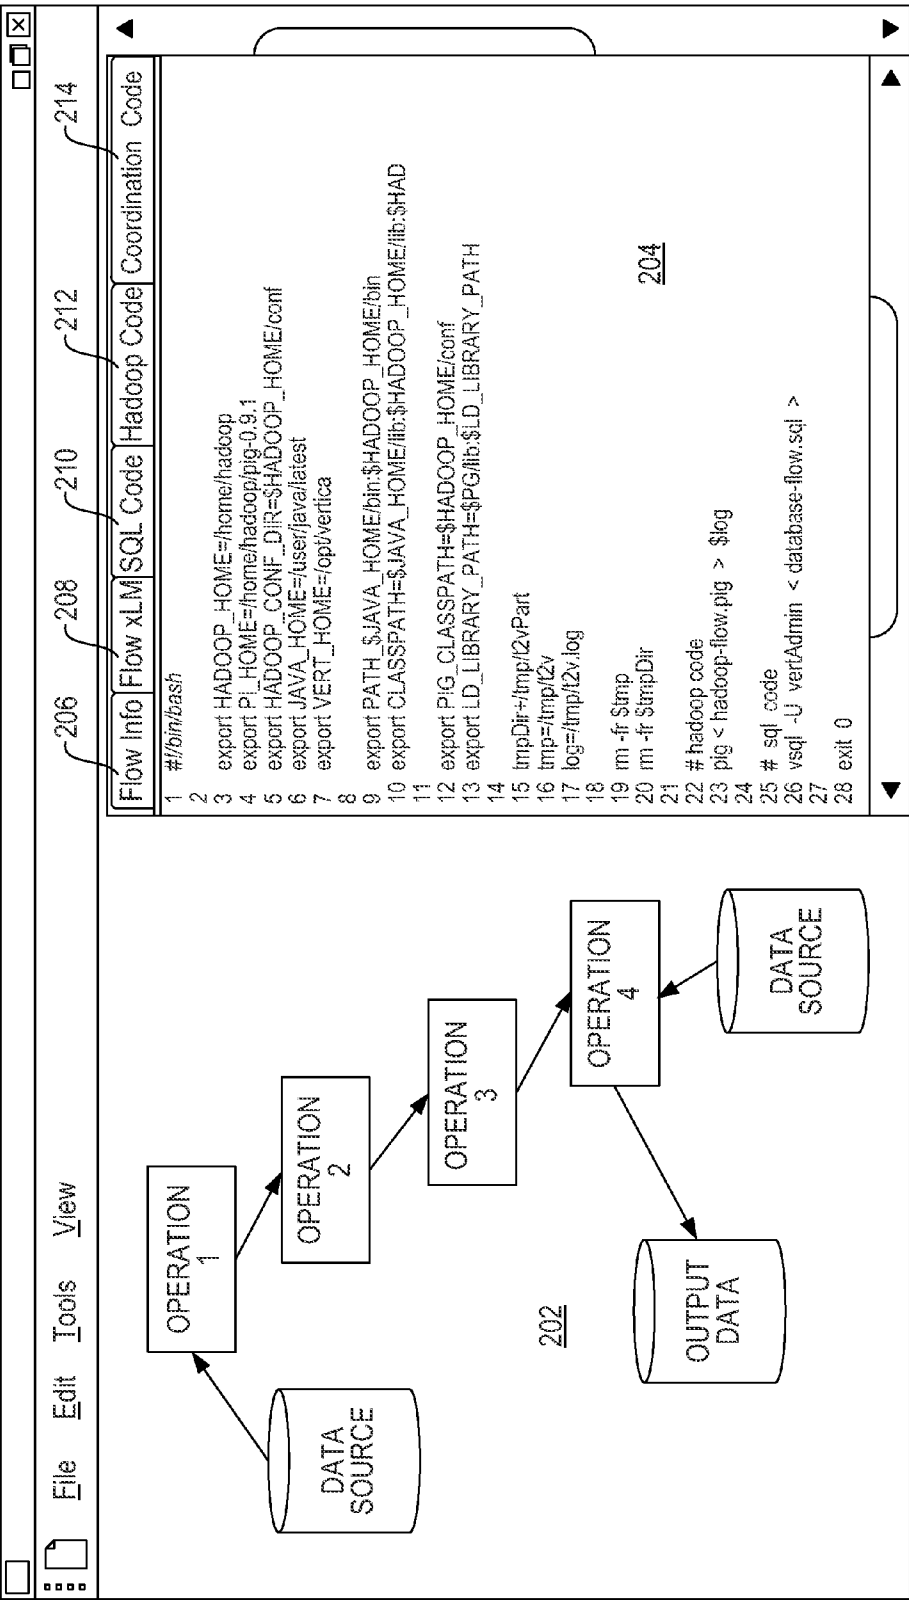 File Edit Tools View
206 208 210 212 214
Flow Info Flow xLM SQL Code Hadoop Code Coordination Code
1 #!/bin/bash
2
3 export HADOOP_HOME=/home/hadoop
4 export PI_HOME=/home/hadoop/pig-0.9.1
5 export HADOOP_CONF_DIR=$HADOOP_HOME/conf
6 export JAVA_HOME=/user/java/latest
7 export VERT_HOME=/opt/vertica
8
9 export PATH_$JAVA_HOME/bin:$HADOOP_HOME/bin
10 export CLASSPATH=$JAVA_HOME/lib:$HADOOP_HOME/lib:$HAD
11
12 export PIG_CLASSPATH=$HADOOP_HOME/conf
13 export LD_LIBRARY_PATH=$PG/lib:$LD_LIBRARY_PATH
14
15 tmpDir+/tmp/t2vPart
16 tmp=/tmp/t2v
17 log=/tmp/t2v.log
18
19 rm -fr $tmp
20 rm -fr $tmpDir
21
22 # hadoop code
23 pig < hadoop-flow.pig > $log
24
25 # sql code
26 vsql -U vertAdmin < database-flow.sql >
27
28 exit 0
204
OPERATION
1
OPERATION
2
OPERATION
3
OPERATION
4
DATA
SOURCE
DATA
SOURCE
OUTPUT
DATA
202